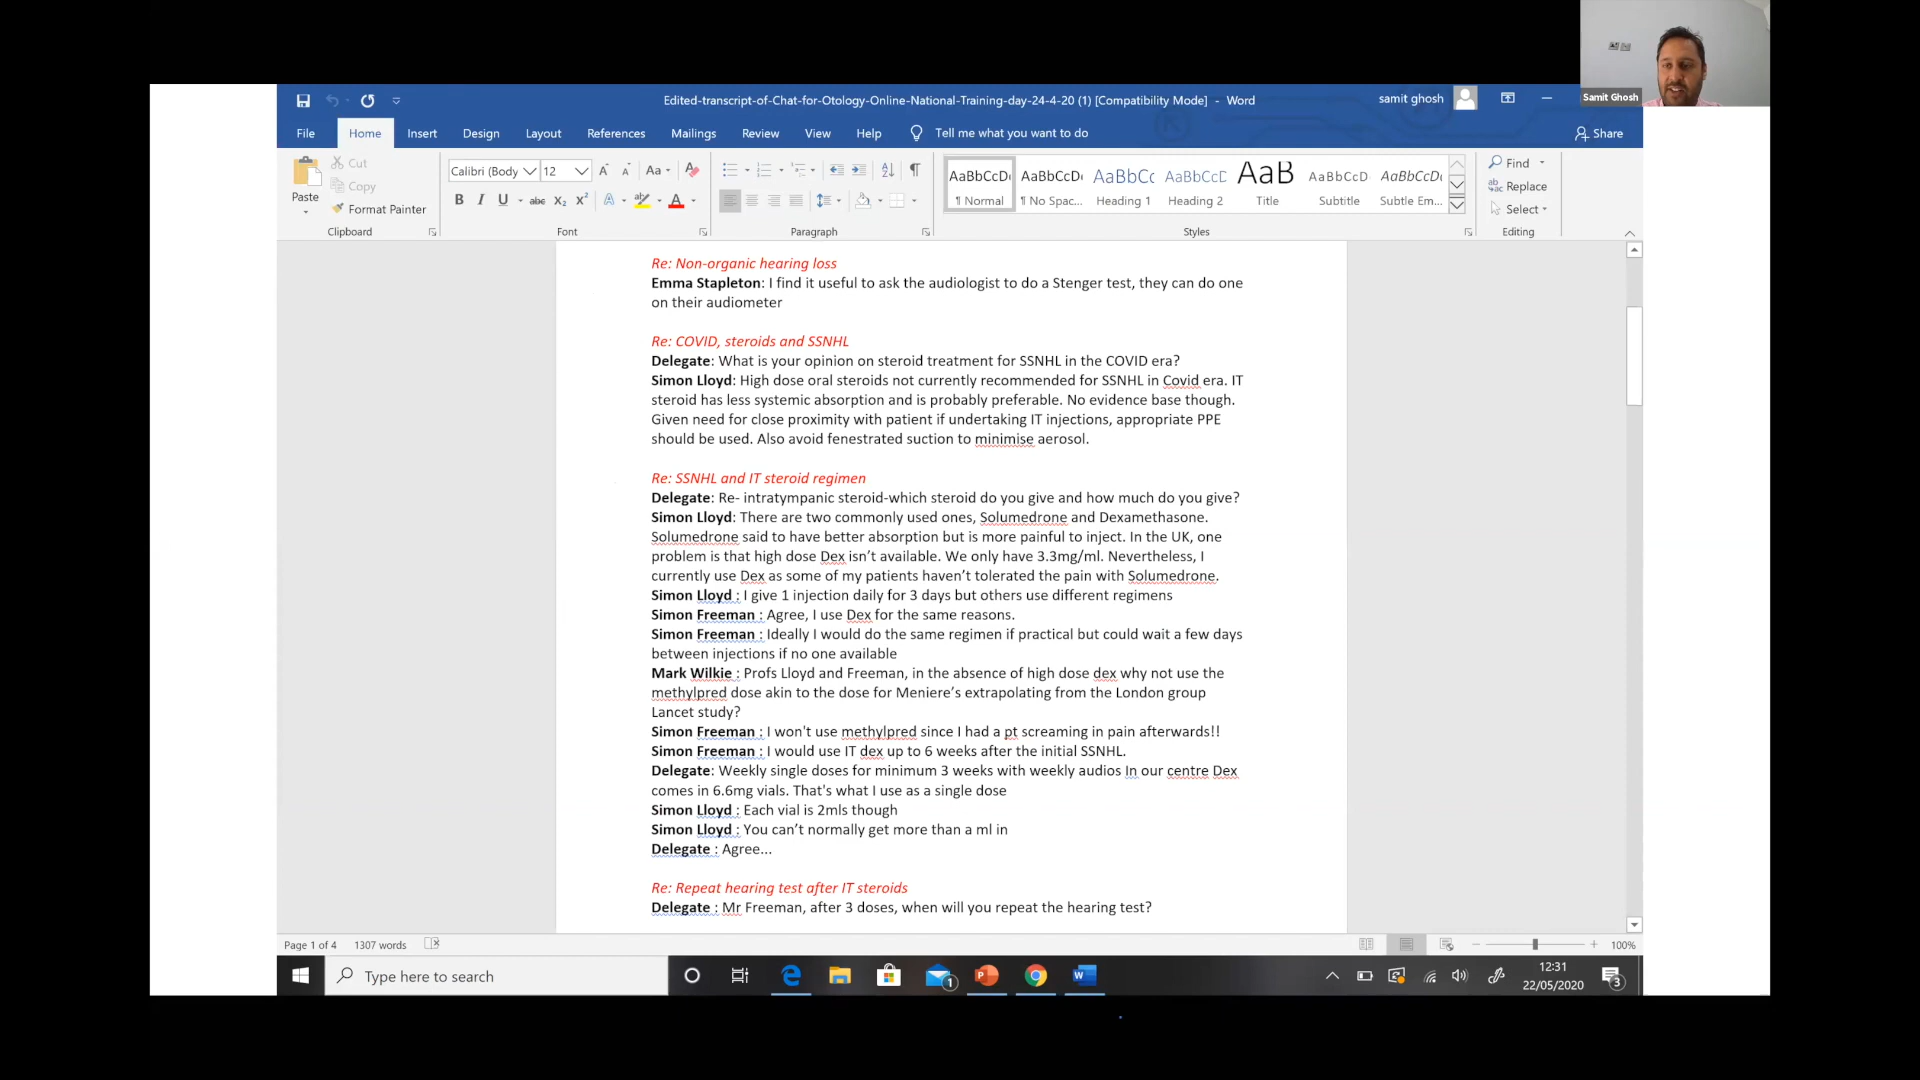 Samit Ghosh
Edited-transcript-of-Chat-for-Otology-Online-National-Training-day-24-4-20 (1) [Compatibility Mode] - Word
samit ghosh
File Home Insert Design Layout References Mailings Review View Help Tell me what you want to do Share
Paste
Cut
Copy
Format Painter
Clipboard
Calibri (Body 12
Font
Paragraph
AaBbCcDc AaBbCcDc AaBbCc AaBbCcD AaB AaBbCcD AaBbCcDt
¶ Normal ¶ No Spac... Heading 1 Heading 2 Title Subtitle Subtle Em...
Styles
Find
Replace
Select
Editing
Re: Non-organic hearing loss
Emma Stapleton: I find it useful to ask the audiologist to do a Stenger test, they can do one
on their audiometer
Re: COVID, steroids and SSNHL
Delegate: What is your opinion on steroid treatment for SSNHL in the COVID era?
Simon Lloyd: High dose oral steroids not currently recommended for SSNHL in Covid era. IT
steroid has less systemic absorption and is probably preferable. No evidence base though.
Given need for close proximity with patient if undertaking IT injections, appropriate PPE
should be used. Also avoid fenestrated suction to minimise aerosol.
Re: SSNHL and IT steroid regimen
Delegate: Re- intratympanic steroid-which steroid do you give and how much do you give?
Simon Lloyd: There are two commonly used ones, Solumedrone and Dexamethasone.
Solumedrone said to have better absorption but is more painful to inject. In the UK, one
problem is that high dose Dex isn't available. We only have 3.3mg/ml. Nevertheless, I
currently use Dex as some of my patients haven't tolerated the pain with Solumedrone.
Simon Lloyd : I give 1 injection daily for 3 days but others use different regimens
Simon Freeman : Agree, I use Dex for the same reasons.
Simon Freeman : Ideally I would do the same regimen if practical but could wait a few days
between injections if no one available
Mark Wilkie : Profs Lloyd and Freeman, in the absence of high dose dex why not use the
methylpred dose akin to the dose for Meniere's extrapolating from the London group
Lancet study?
Simon Freeman : I won't use methylpred since I had a pt screaming in pain afterwards!!
Simon Freeman : I would use IT dex up to 6 weeks after the initial SSNHL.
Delegate: Weekly single doses for minimum 3 weeks with weekly audios In our centre Dex
comes in 6.6mg vials. That's what I use as a single dose
Simon Lloyd : Each vial is 2mls though
Simon Lloyd : You can't normally get more than a ml in
Delegate : Agree...
Re: Repeat hearing test after IT steroids
Delegate : Mr Freeman, after 3 doses, when will you repeat the hearing test?
Page 1 of 4 1307 words 100%
Type here to search
12:31
22/05/2020